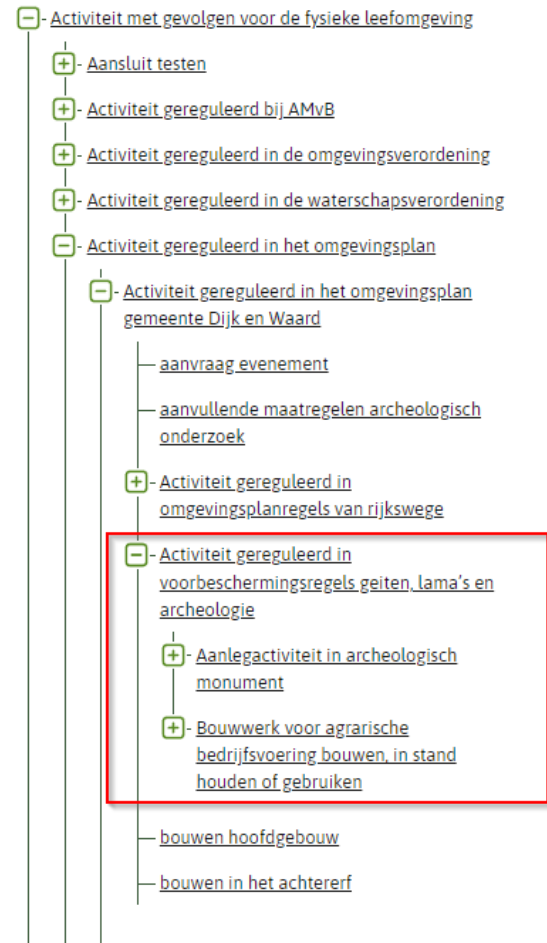 Activiteit met gevolgen voor de fysieke leefomgeving
Aansluit testen
Activiteit gereguleerd bij AMvB
Activiteit gereguleerd in de omgevingsverordening
Activiteit gereguleerd in de waterschapsverordening
Activiteit gereguleerd in het omgevingsplan
Activiteit gereguleerd in het omgevingsplan
gemeente Dijk en Waard
aanvraag evenement
aanvullende maatregelen archeologisch
onderzoek
Activiteit gereguleerd in
omgevingsplanregels van rijkswege
Activiteit gereguleerd in
voorbeschermingsregels geiten, lama's en
archeologie
Aanlegactiviteit in archeologisch
monument
Bouwwerk voor agrarische
bedrijfsvoering bouwen, in stand
houden of gebruiken
bouwen hoofdgebouw
bouwen in het achtererf